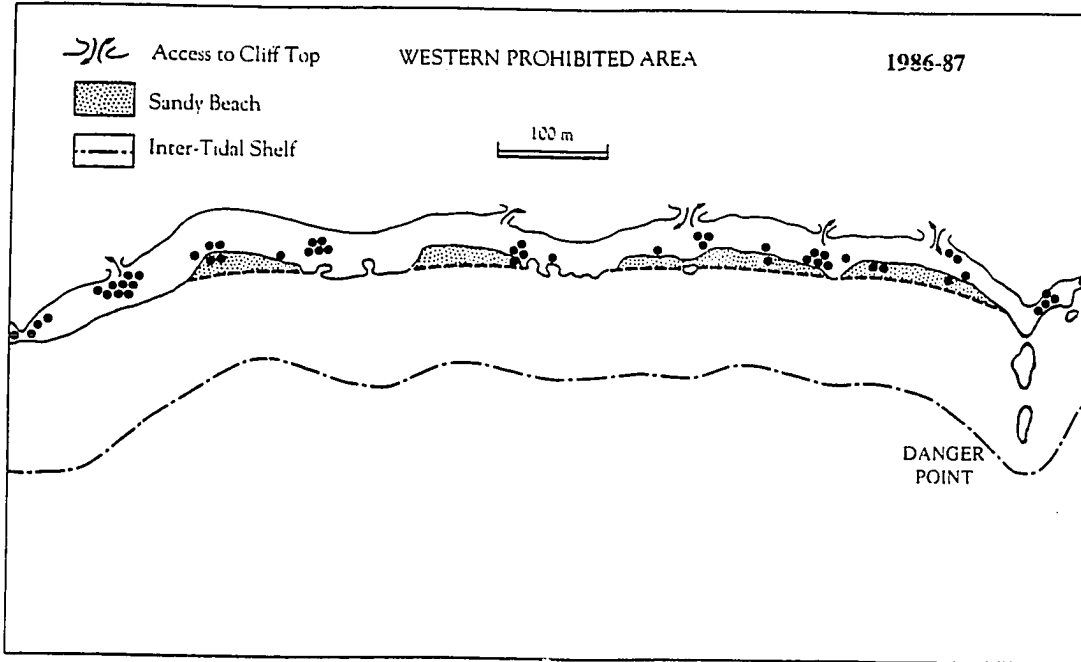 Access to Cliff Top
WESTERN PROHIBITED AREA
1986-87
Sandy Beach
Inter-Tidal Shelf
100 m
DANGER
POINT